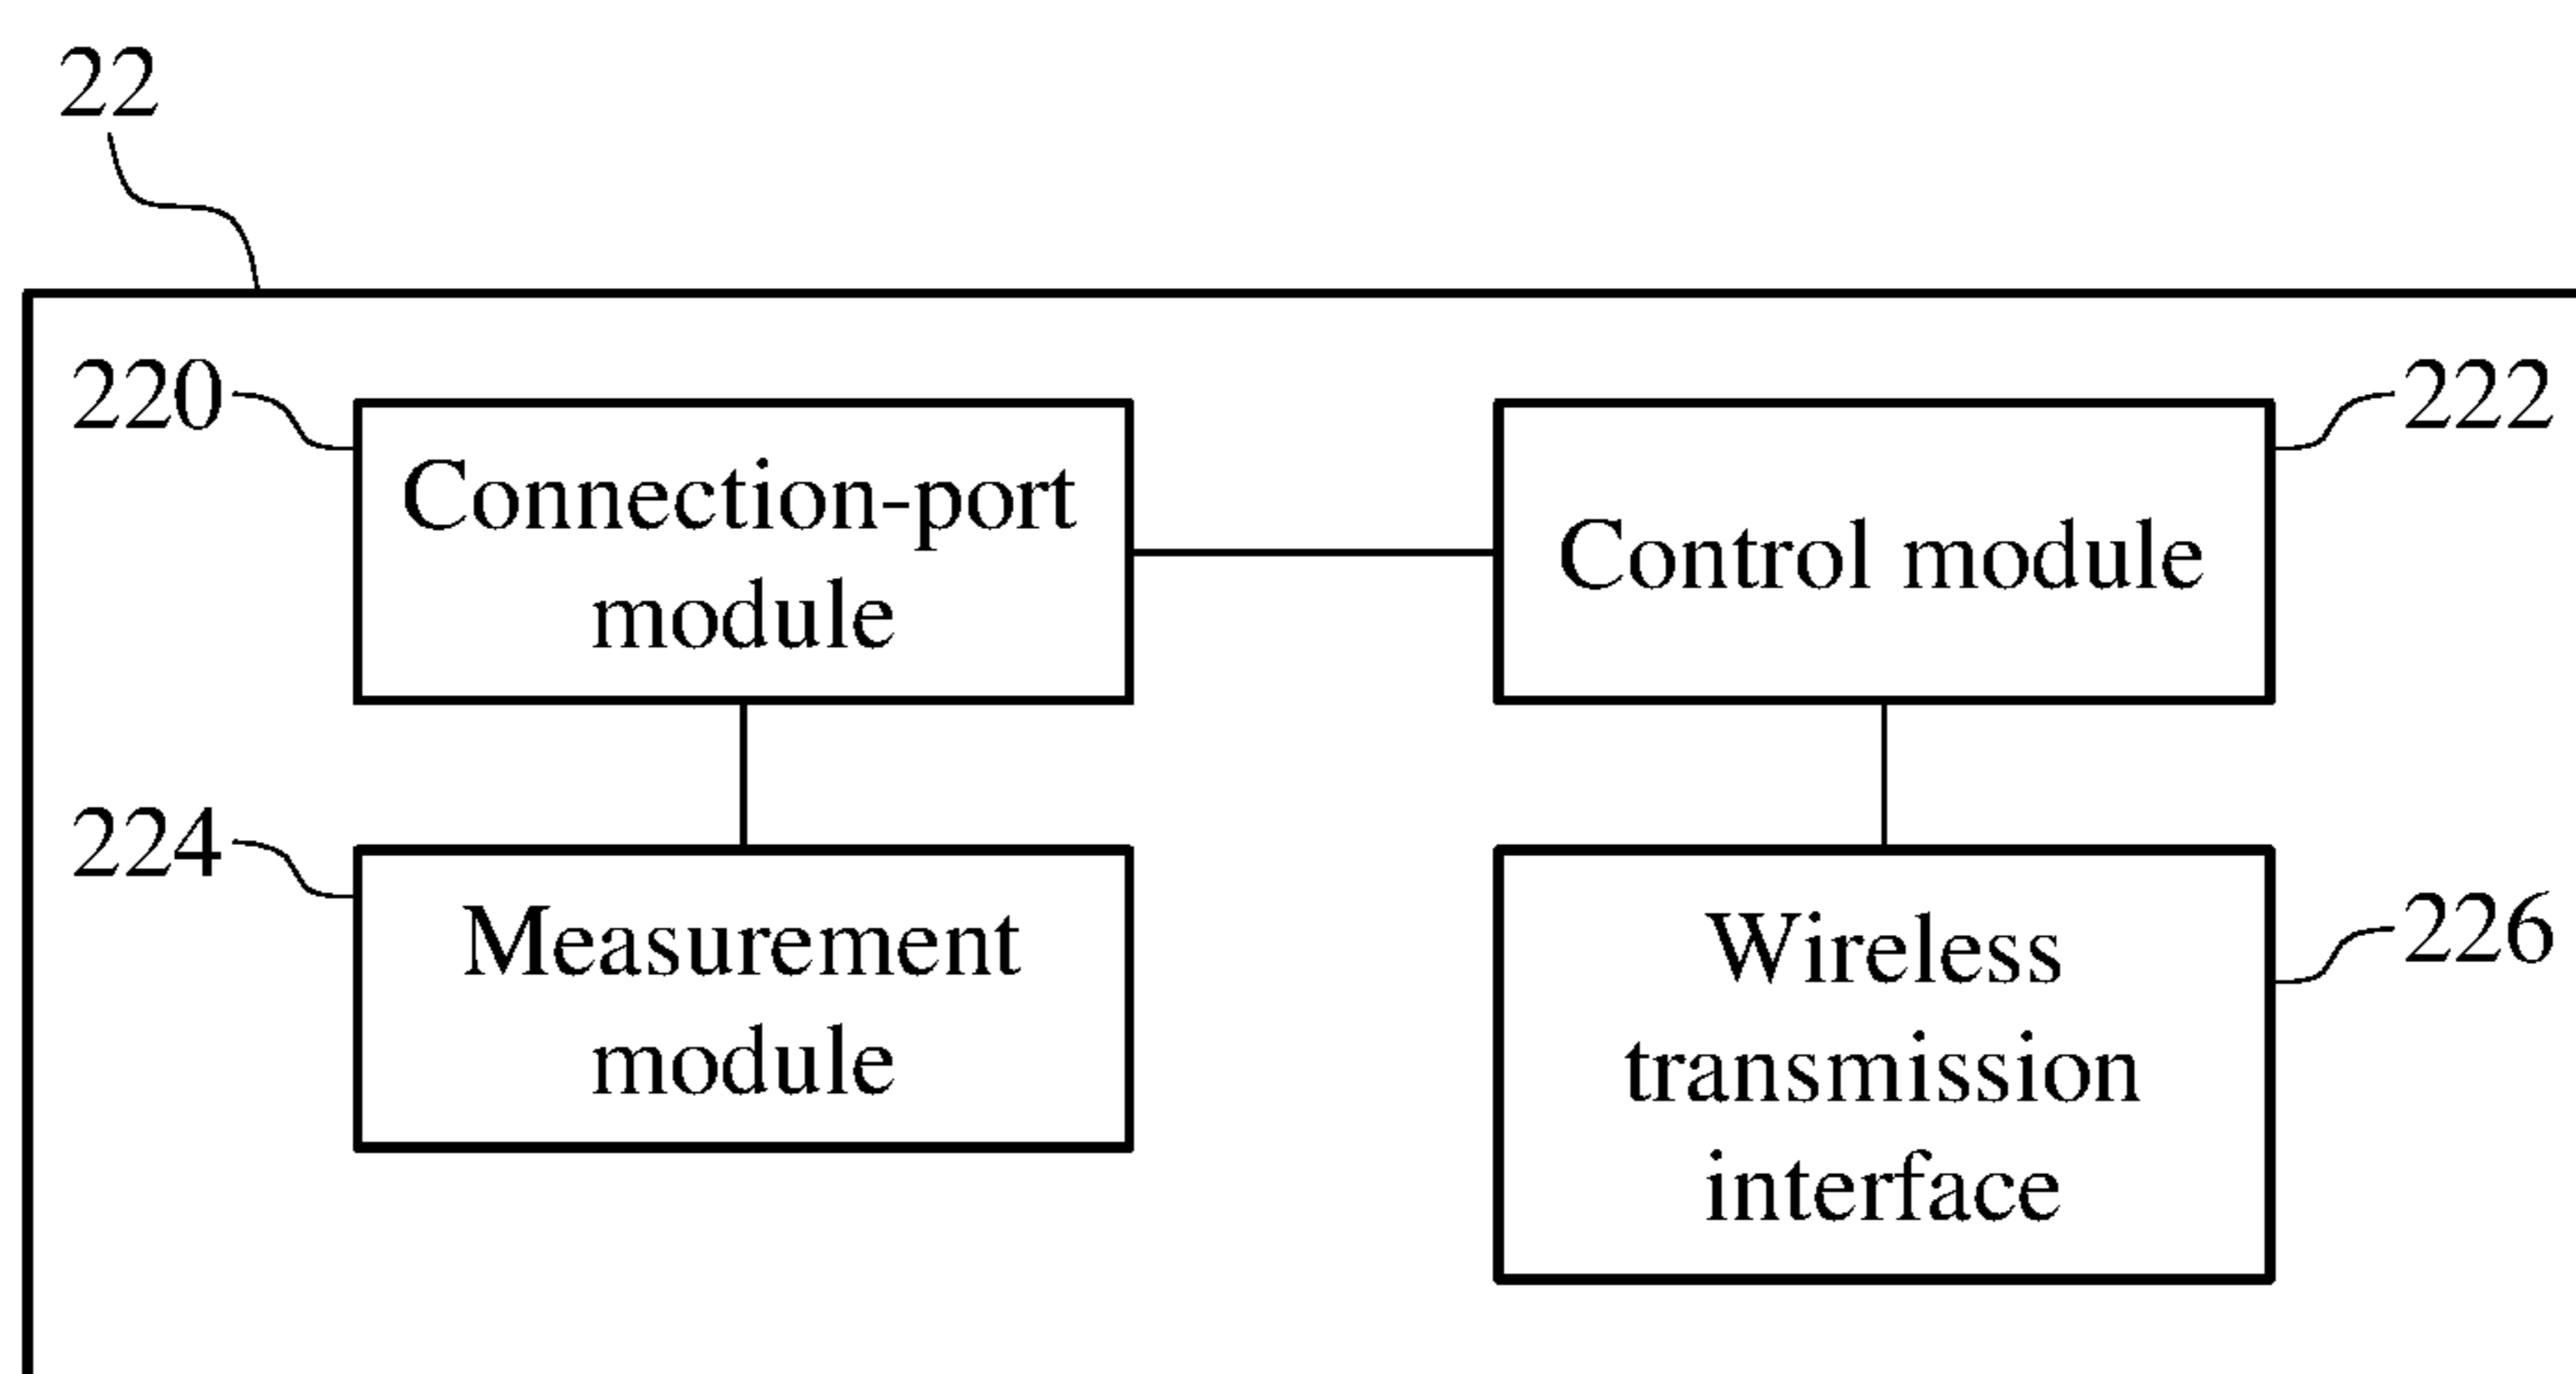 22
220
Connection-port
module
222
Control module
224
Measurement
module
226
Wireless
transmission
interface